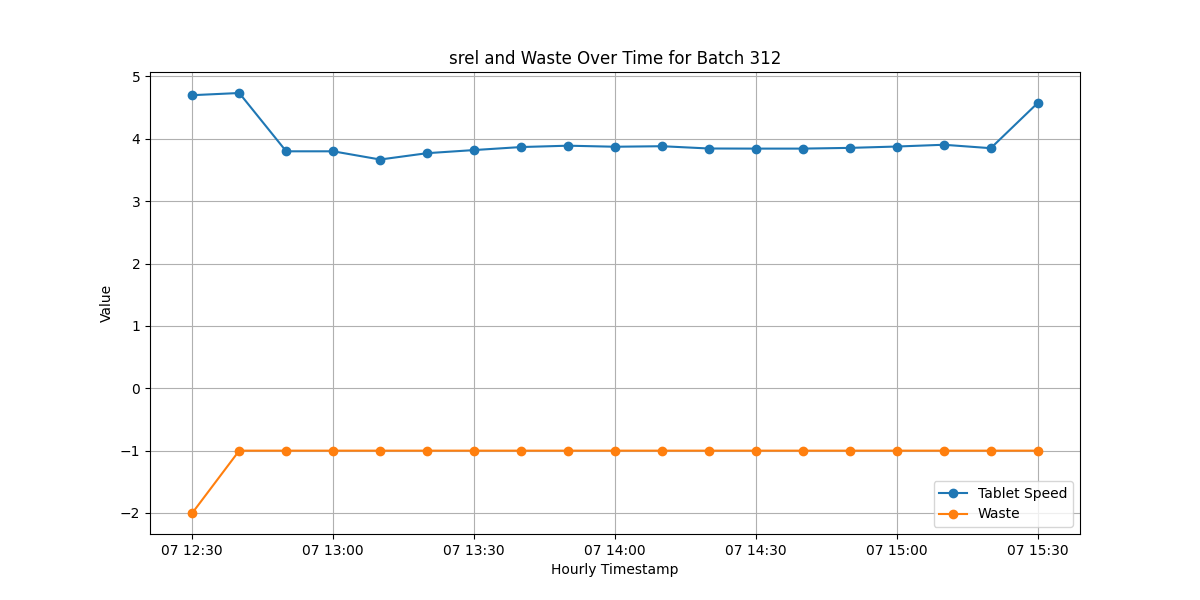 srel and Waste Over Time for Batch 312
5
4
3
2
1
0
−1
−2
Value
Tablet Speed
Waste
07 12:30 07 13:00 07 13:30 07 14:00 07 14:30 07 15:00 07 15:30
Hourly Timestamp